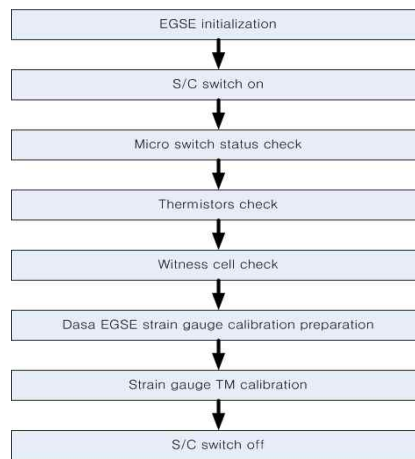 EGSE initialization
S/C switch on
Micro switch status check
Thermistors check
Witness cell check
Dasa EGSE strain gauge calibration preparation
Strain gauge TM calibration
S/C switch off